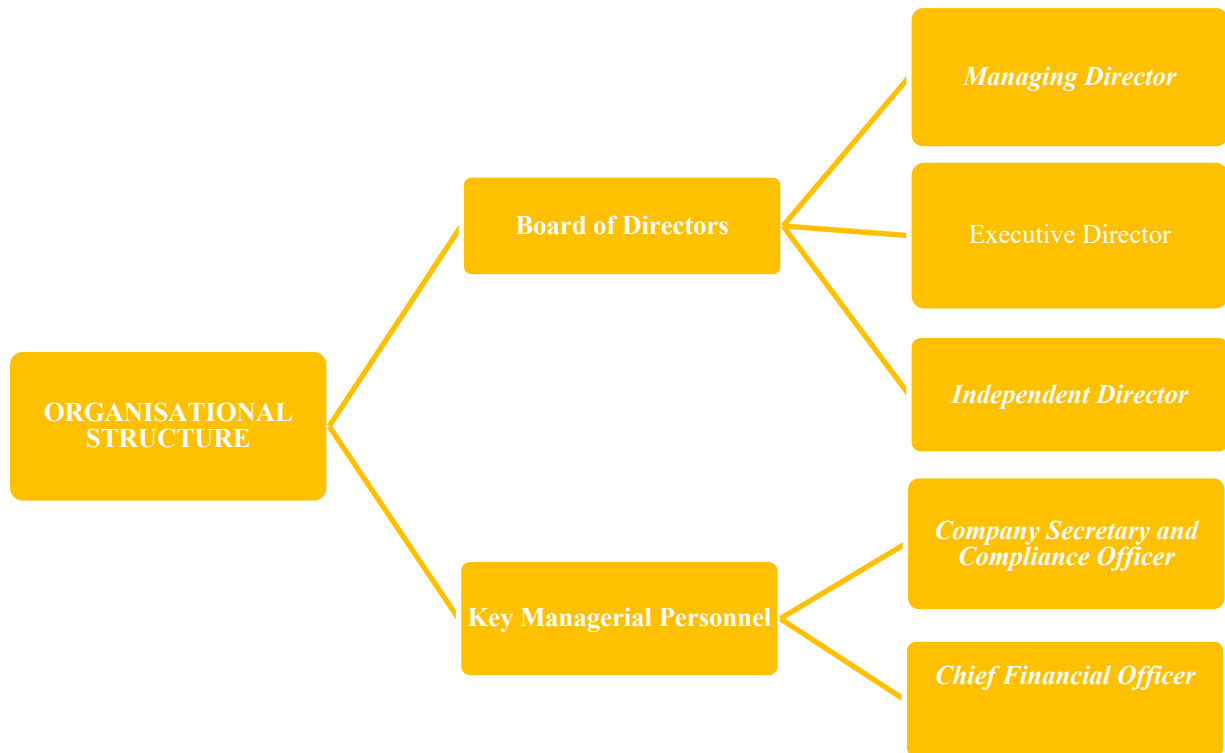 Managing Director
Board of Directors
Executive Director
ORGANISATIONAL
STRUCTURE
Independent Director
Company Secretary and
Compliance Officer
Key Managerial Personnel
Chief Financial Officer